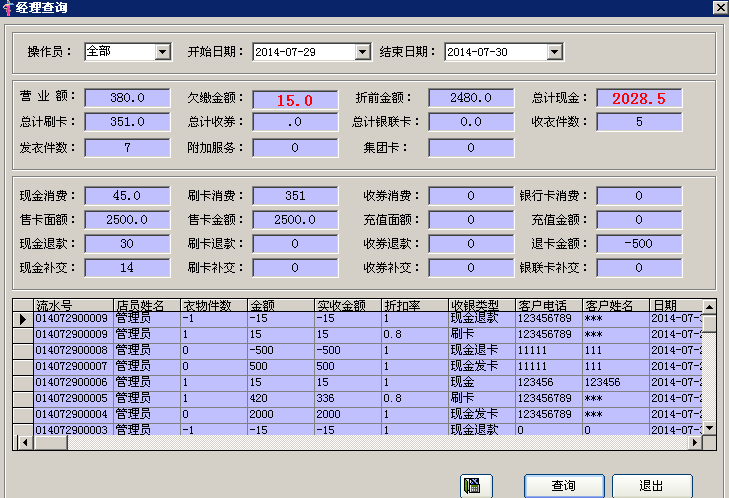 经理查询
操作员： 全部 开始日期： 2014-07-29 结束日期： 2014-07-30
营 业 额： 380.0 欠缴金额： 15.0 折前金额： 2480.0 总计现金： 2028.5
总计刷卡： 351.0 总计收券： .0 总计银联卡： 0.0 收衣件数： 5
发衣件数： 7 附加服务： 0 集团卡： 0
现金消费： 45.0 刷卡消费： 351 收券消费： 0 银行卡消费： 0
售卡面额： 2500.0 售卡金额： 2500.0 充值面额： 0 充值金额： 0
现金退款： 30 刷卡退款： 0 收券退款： 0 退卡金额： -500
现金补交： 14 刷卡补交： 0 收券补交： 0 银联卡补交： 0
流水号 店员姓名 衣物件数 金额 实收金额 折扣率 收银类型 客户电话 客户姓名 日期
014072900009 管理员 -1 -15 -15 1 现金退款 123456789 *** 2014-07-
014072900009 管理员 1 15 15 0.8 刷卡 123456789 *** 2014-07-
014072900008 管理员 0 -500 -500 1 现金退卡 11111 111 2014-07-
014072900007 管理员 0 500 500 1 现金发卡 11111 111 2014-07-
014072900006 管理员 1 15 15 1 现金 123456 123456 2014-07-
014072900005 管理员 1 420 336 0.8 刷卡 123456789 *** 2014-07-
014072900004 管理员 0 2000 2000 1 现金发卡 123456789 *** 2014-07-
014072900003 管理员 -1 -15 -15 1 现金退款 0 0 2014-07-
查询 退出